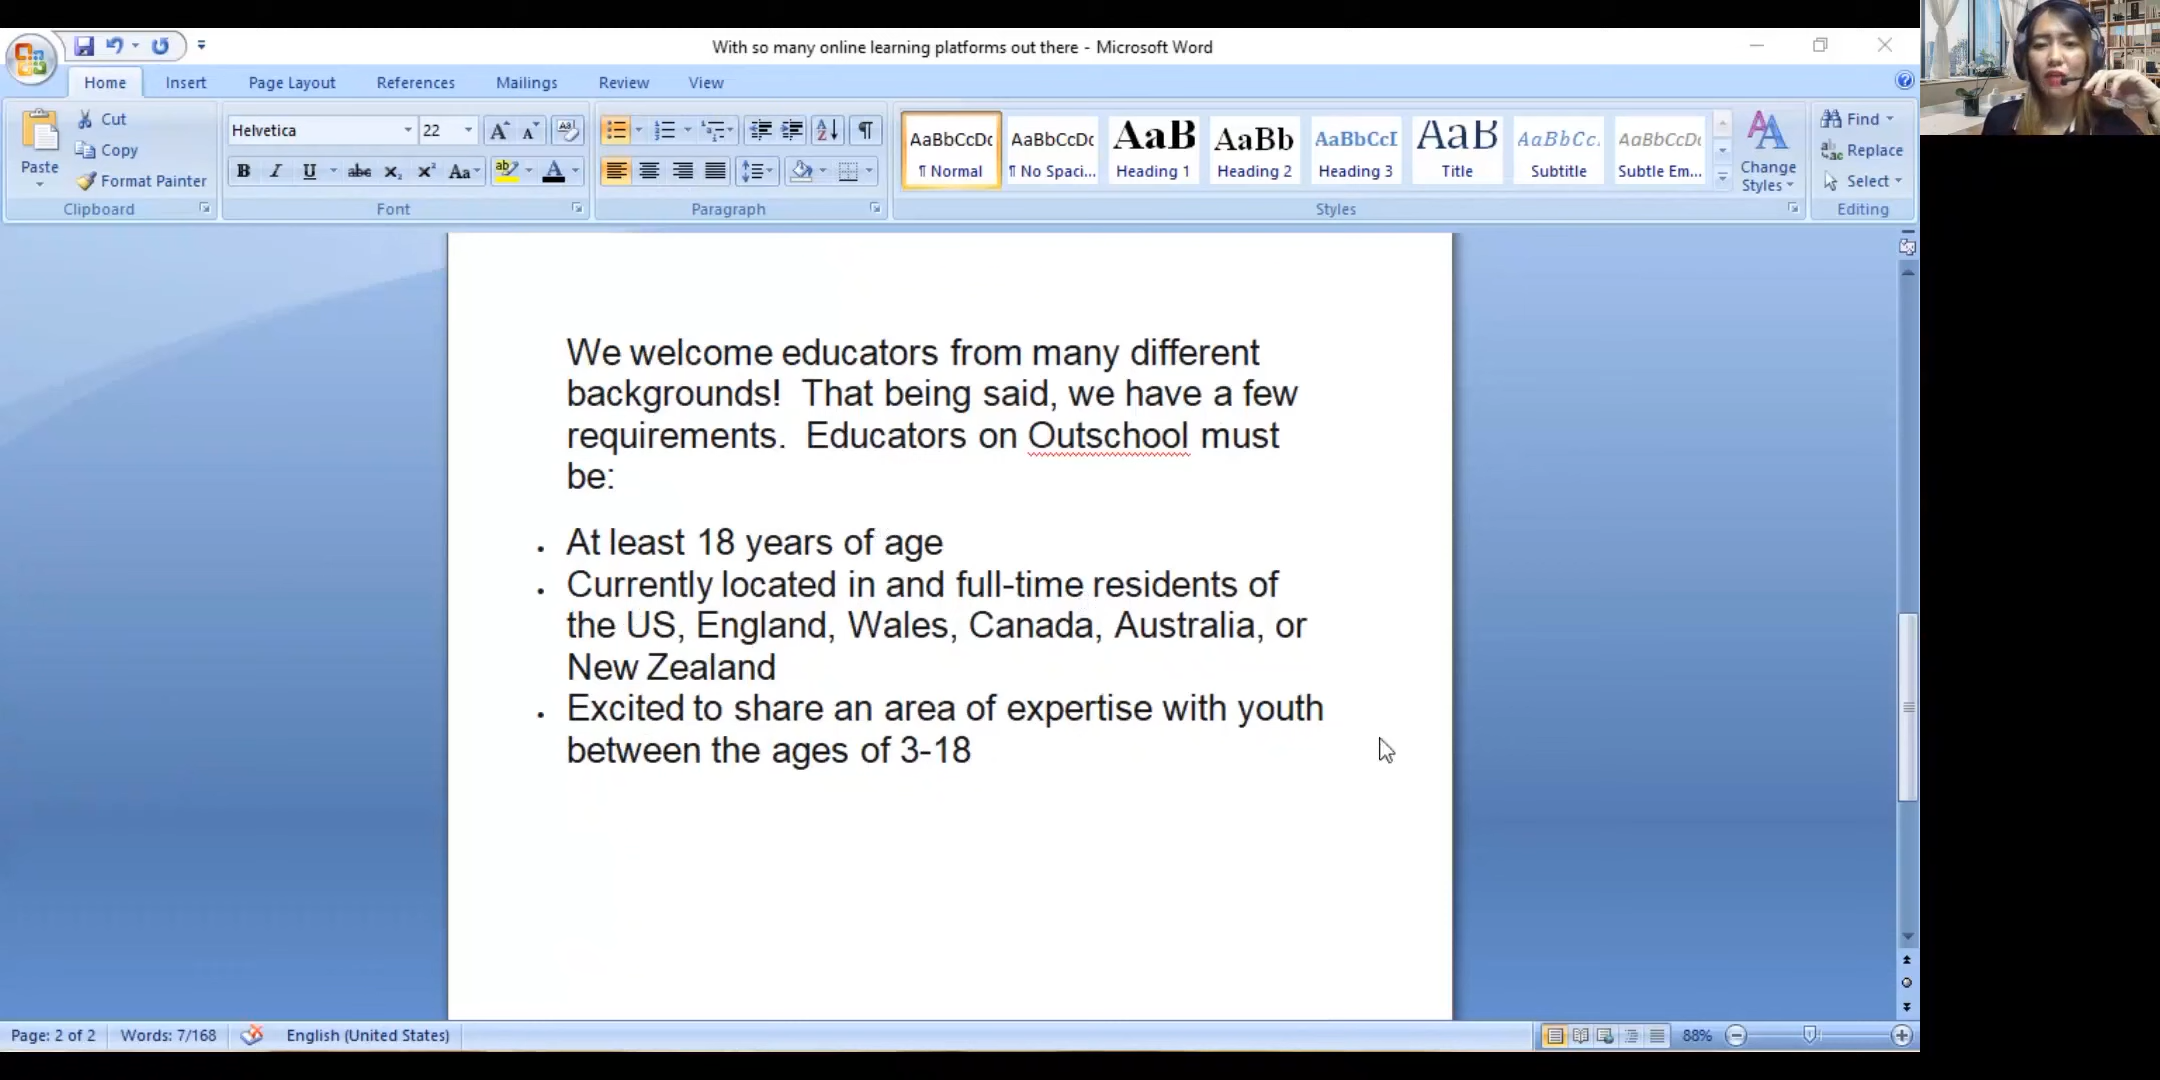 With so many online learning platforms out there - Microsoft Word
Home Insert Page Layout References Mailings Review View
Paste
Cut
Copy
Format Painter
Clipboard
Helvetica 22
Font
Paragraph
AaBbCcDc AaBbCcDc AaB AaBb AaBbCcI AaB AaBbCc. AaBbCcDc
¶ Normal ¶ No Spaci... Heading 1 Heading 2 Heading 3 Title Subtitle Subtle Em...
Change
Styles
Styles
Find
Replace
Select
Editing
We welcome educators from many different
backgrounds! That being said, we have a few
requirements. Educators on Outschool must
be:
• At least 18 years of age
• Currently located in and full-time residents of
the US, England, Wales, Canada, Australia, or
New Zealand
• Excited to share an area of expertise with youth
between the ages of 3-18
Page: 2 of 2 Words: 7/168 English (United States) 88%